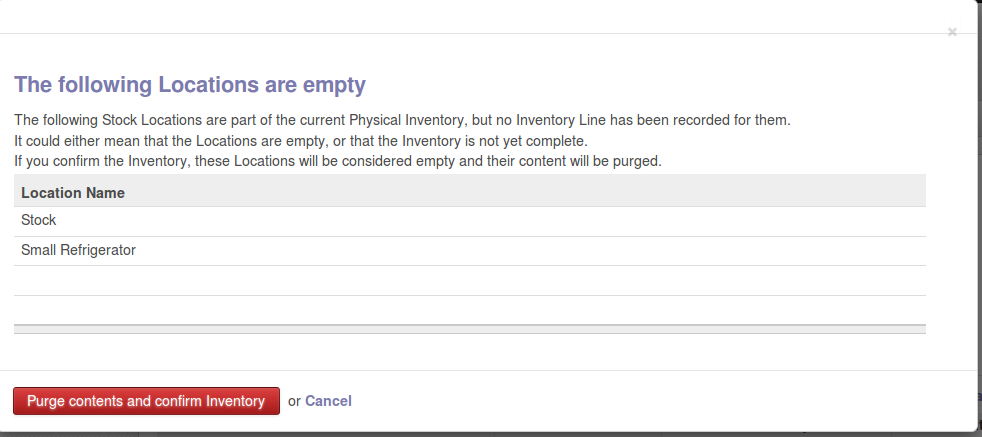 ×
The following Locations are empty
The following Stock Locations are part of the current Physical Inventory, but no Inventory Line has been recorded for them.
It could either mean that the Locations are empty, or that the Inventory is not yet complete.
If you confirm the Inventory, these Locations will be considered empty and their content will be purged.
Location Name
Stock
Small Refrigerator
Purge contents and confirm Inventory or Cancel